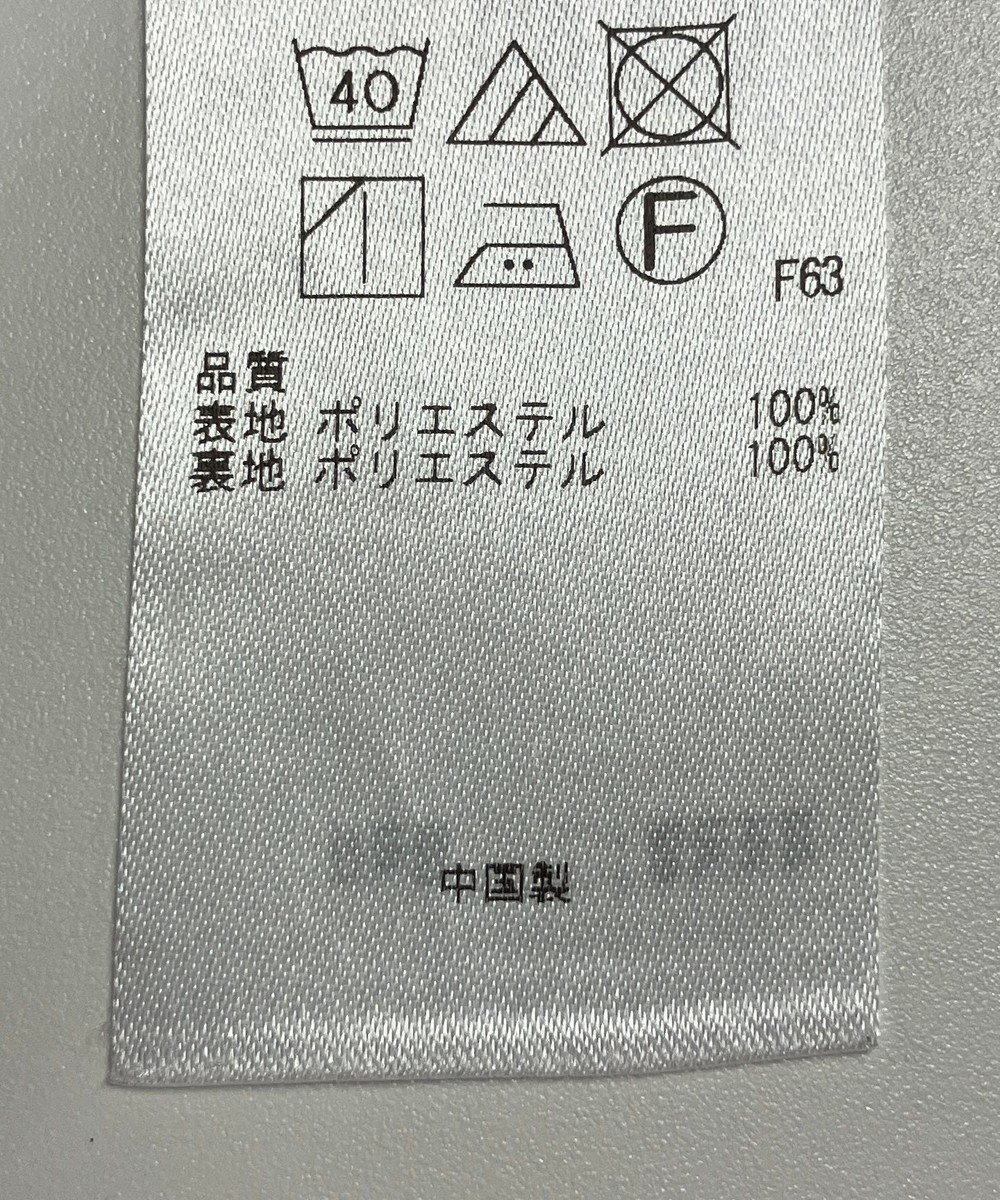 40
F
F63
品質
表地 ポリエステル 100%
裏地 ポリエステル 100%
中国製